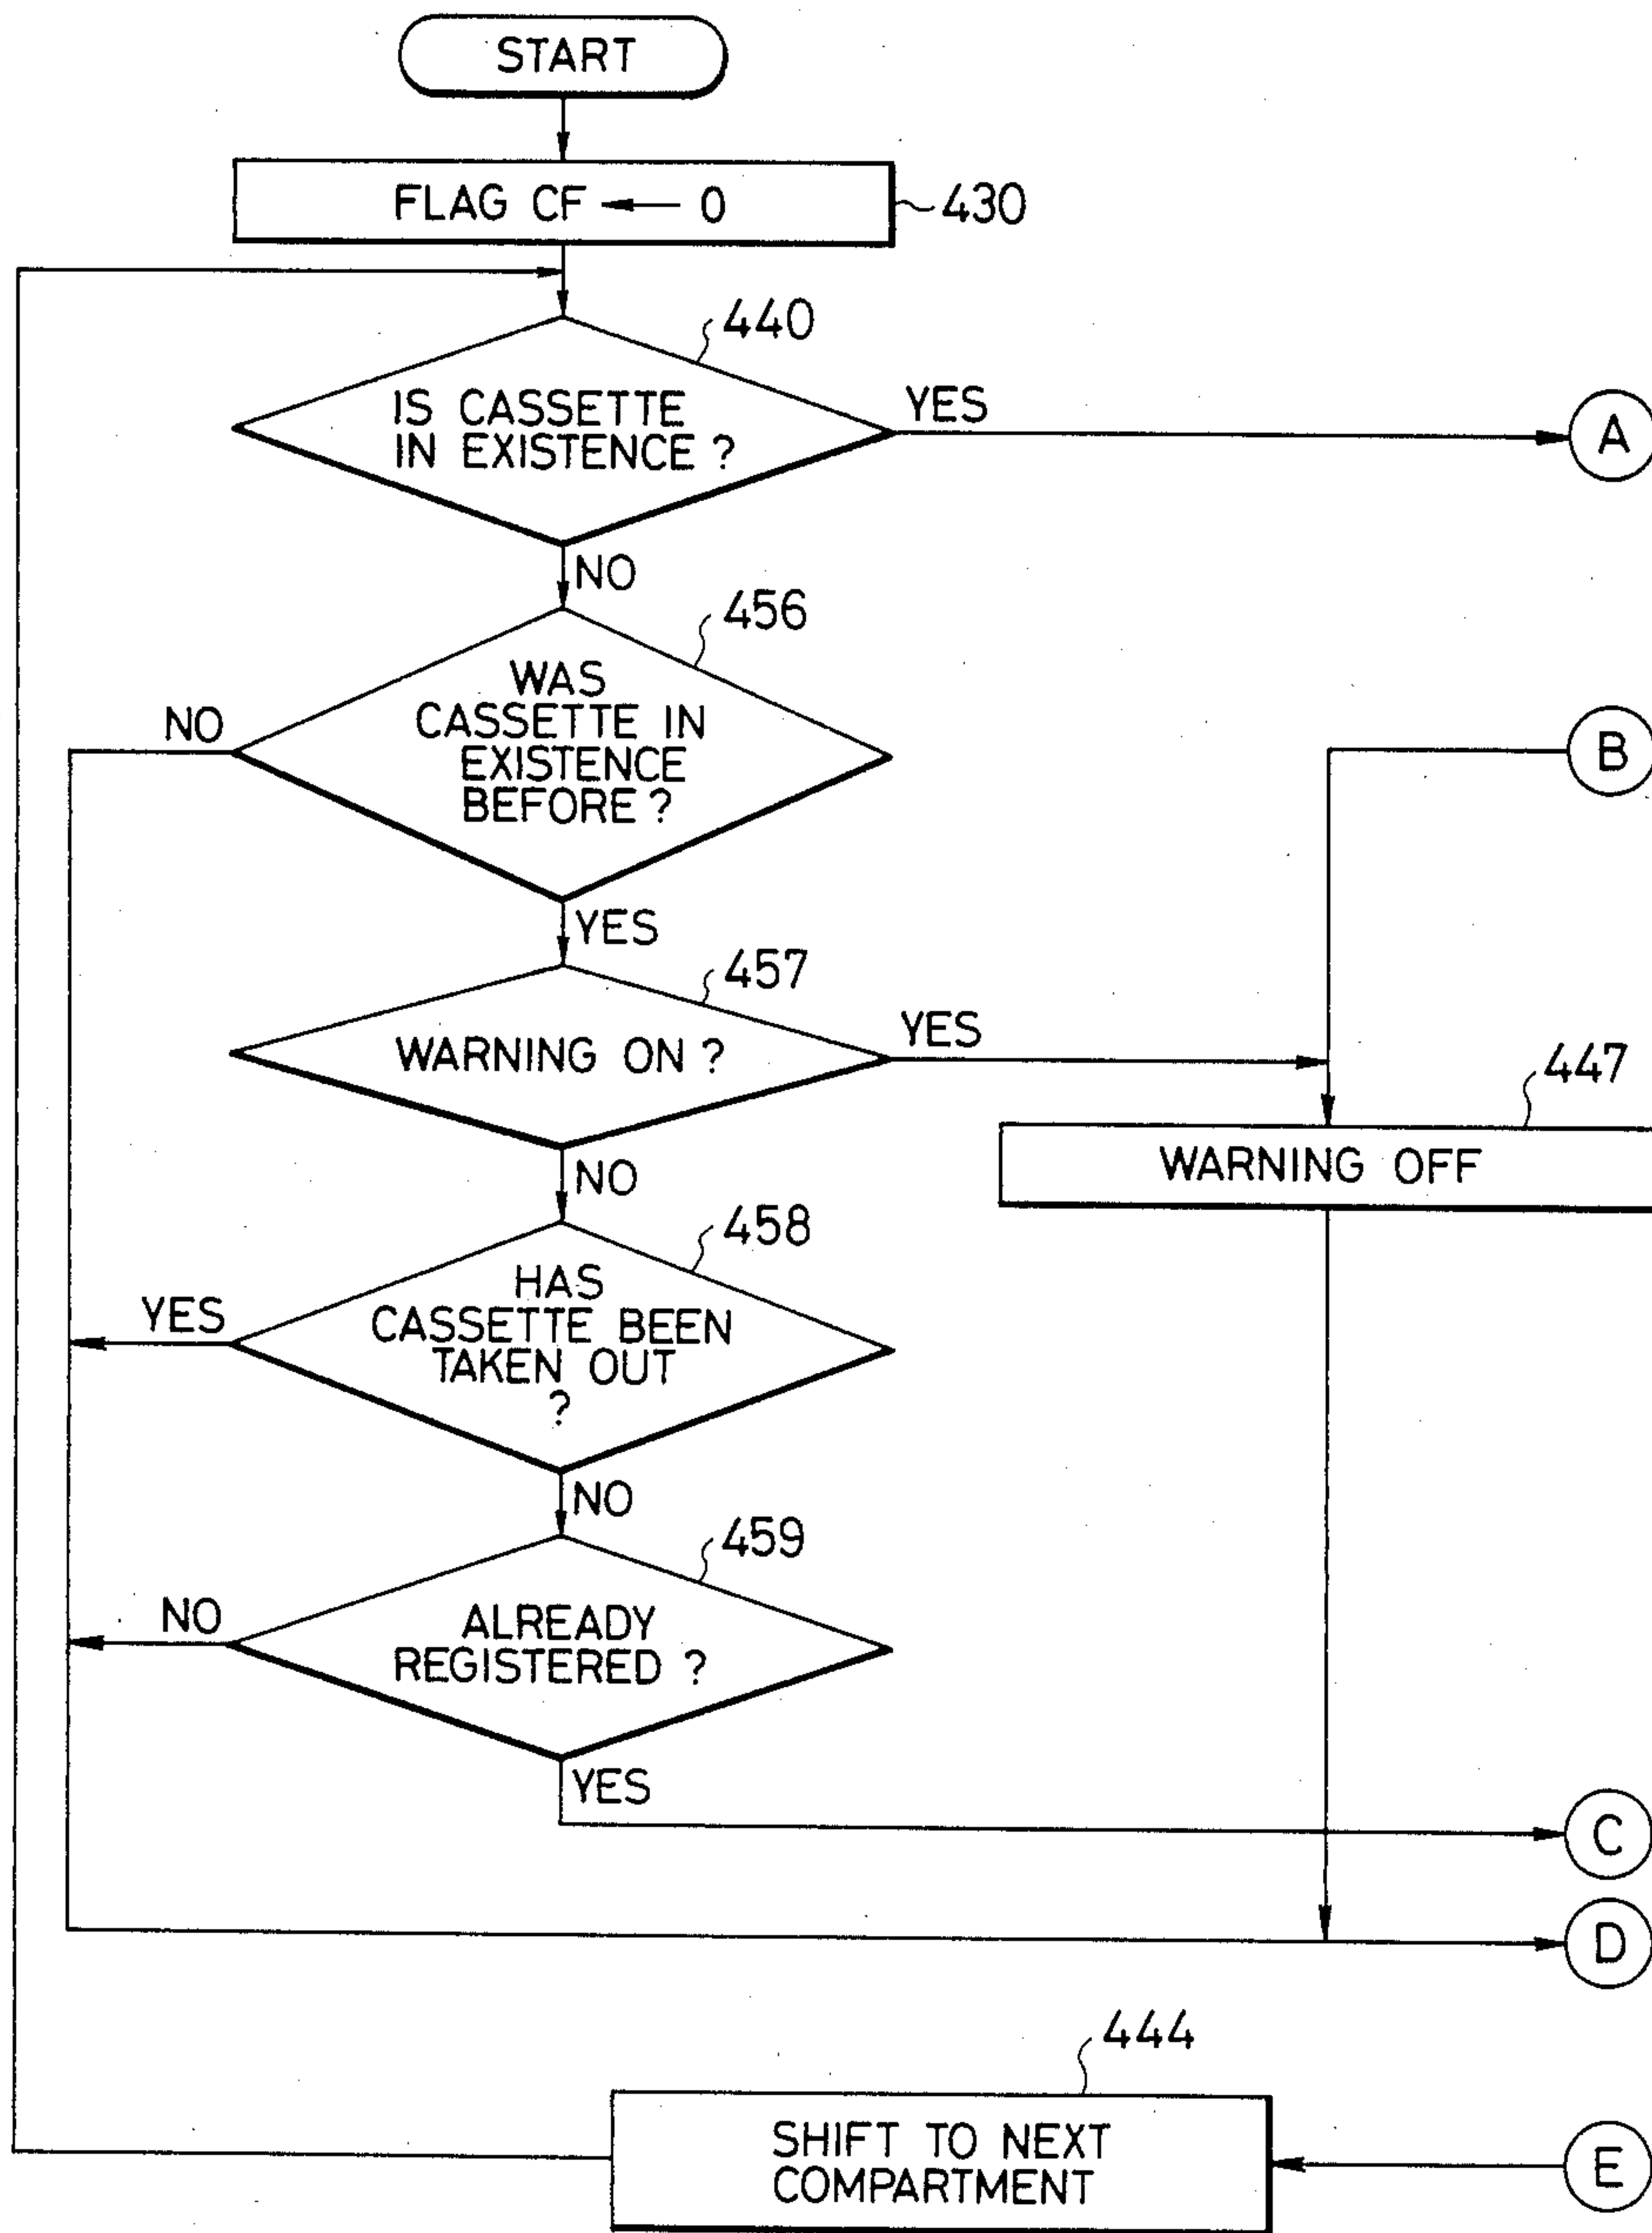 START
FLAG CF ← 0
430
440
IS CASSETTE
IN EXISTENCE ?
YES
A
NO
456
WAS
CASSETTE IN
EXISTENCE
BEFORE ?
NO
B
YES
457
WARNING ON ?
YES
447
WARNING OFF
NO
458
HAS
CASSETTE BEEN
TAKEN OUT
?
YES
NO
459
ALREADY
REGISTERED ?
NO
YES
C
D
444
SHIFT TO NEXT
COMPARTMENT
E